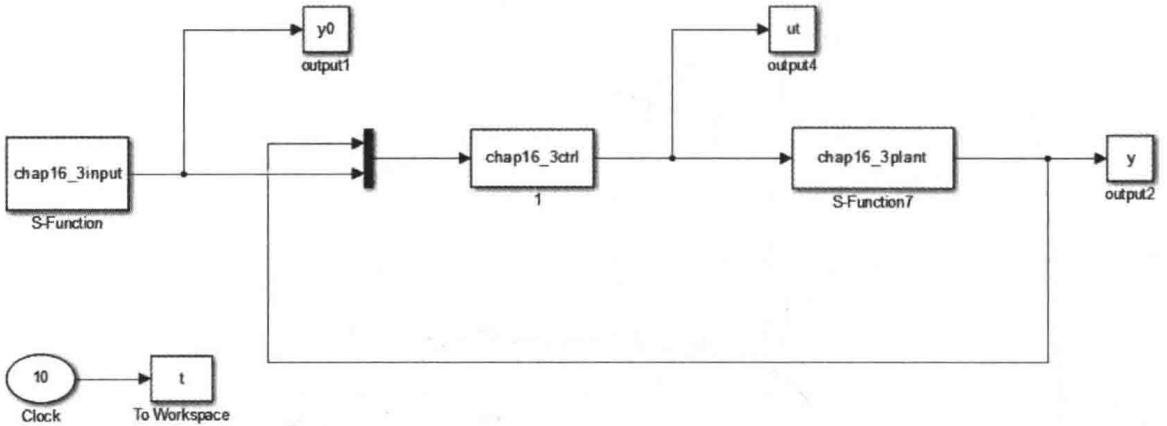 y0
output1
ut
output4
chap16_3input
S-Function
chap16_3ctrl
1
chap16_3plant
S-Function7
y
output2
10
Clock
t
To Workspace